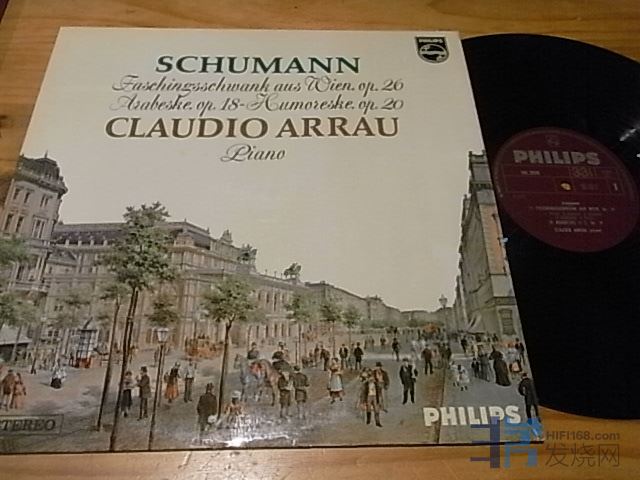 SCHUMANN
PHILIPS
Faschingsschwank aus Wien, op. 26
Arabeske, op. 18-Humoreske, op. 20
CLAUDIO ARRAU
Piano
PHILIPS
33⅓
1
STEREO
PHILIPS
HIFI168.com
发烧网